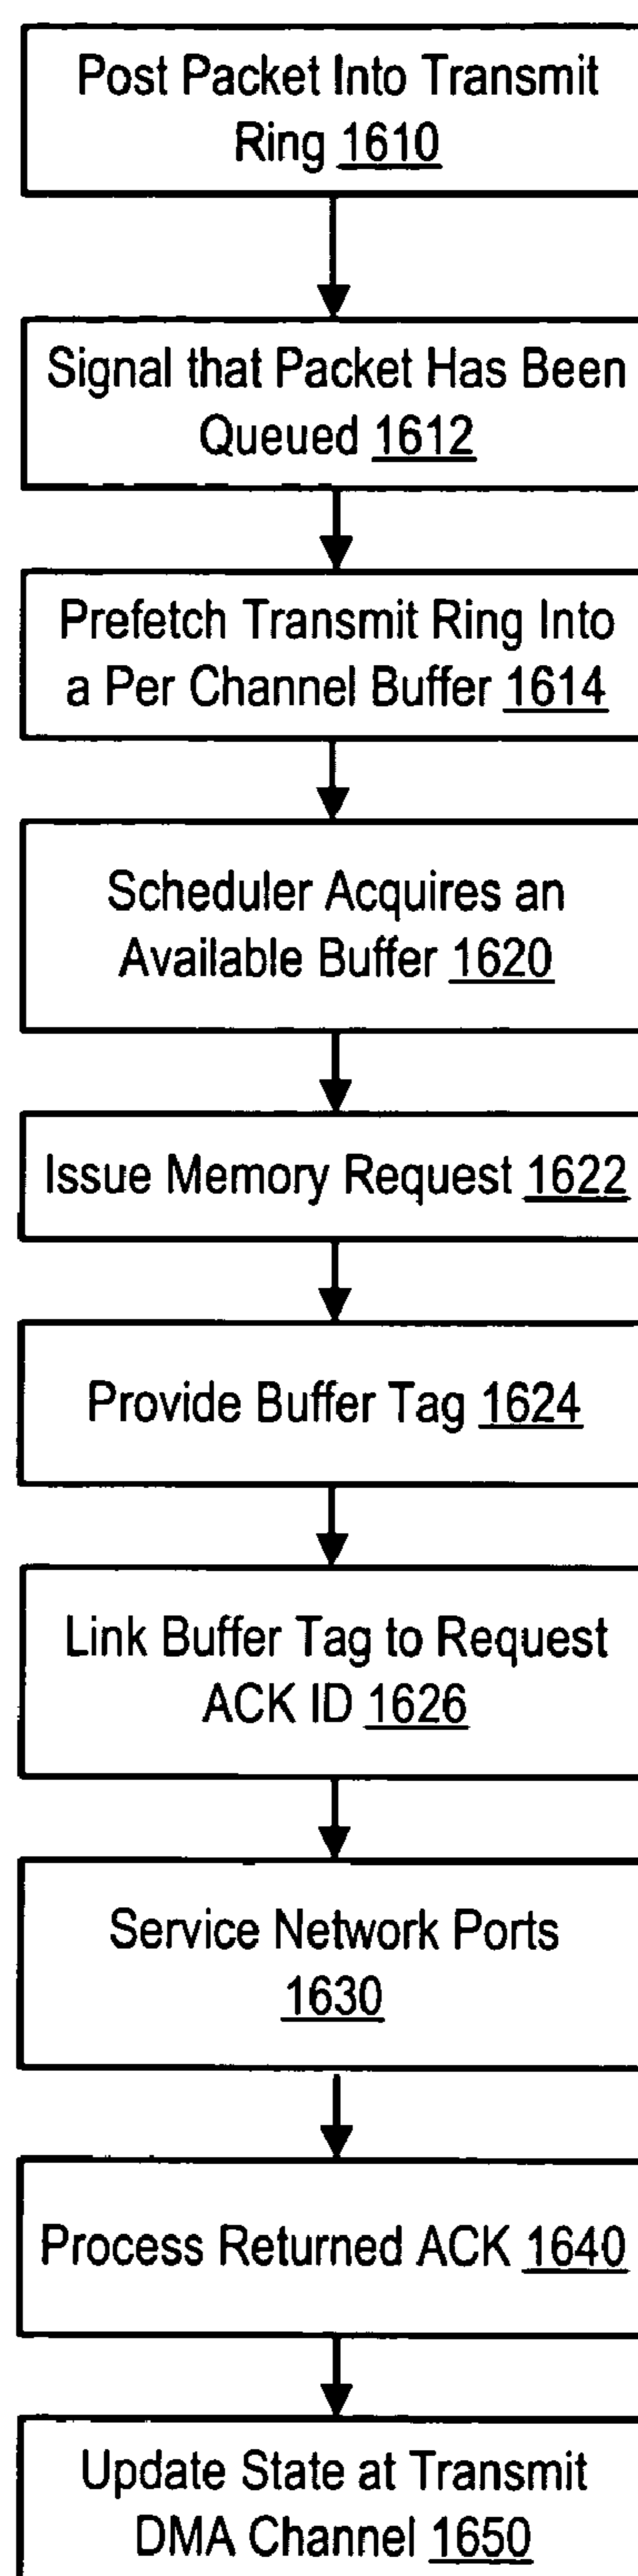 Post Packet Into Transmit
Ring 1610
Signal that Packet Has Been
Queued 1612
Prefetch Transmit Ring Into
a Per Channel Buffer 1614
Scheduler Acquires an
Available Buffer 1620
Issue Memory Request 1622
Provide Buffer Tag 1624
Link Buffer Tag to Request
ACK ID 1626
Service Network Ports
1630
Process Returned ACK 1640
Update State at Transmit
DMA Channel 1650